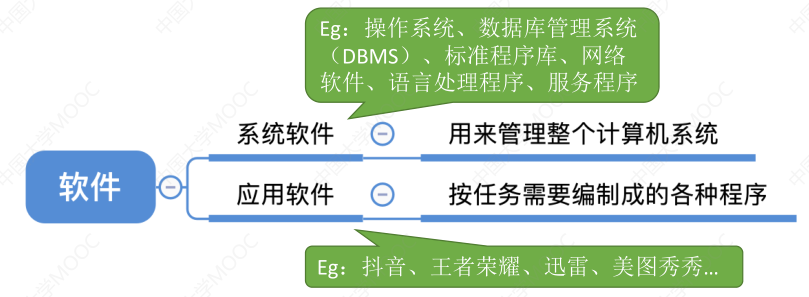 Eg：操作系统、数据库管理系统
（DBMS）、标准程序库、网络
软件、语言处理程序、服务程序
系统软件
用来管理整个计算机系统
软件
应用软件
按任务需要编制成的各种程序
Eg：抖音、王者荣耀、迅雷、美图秀秀...
中国大学MOOC